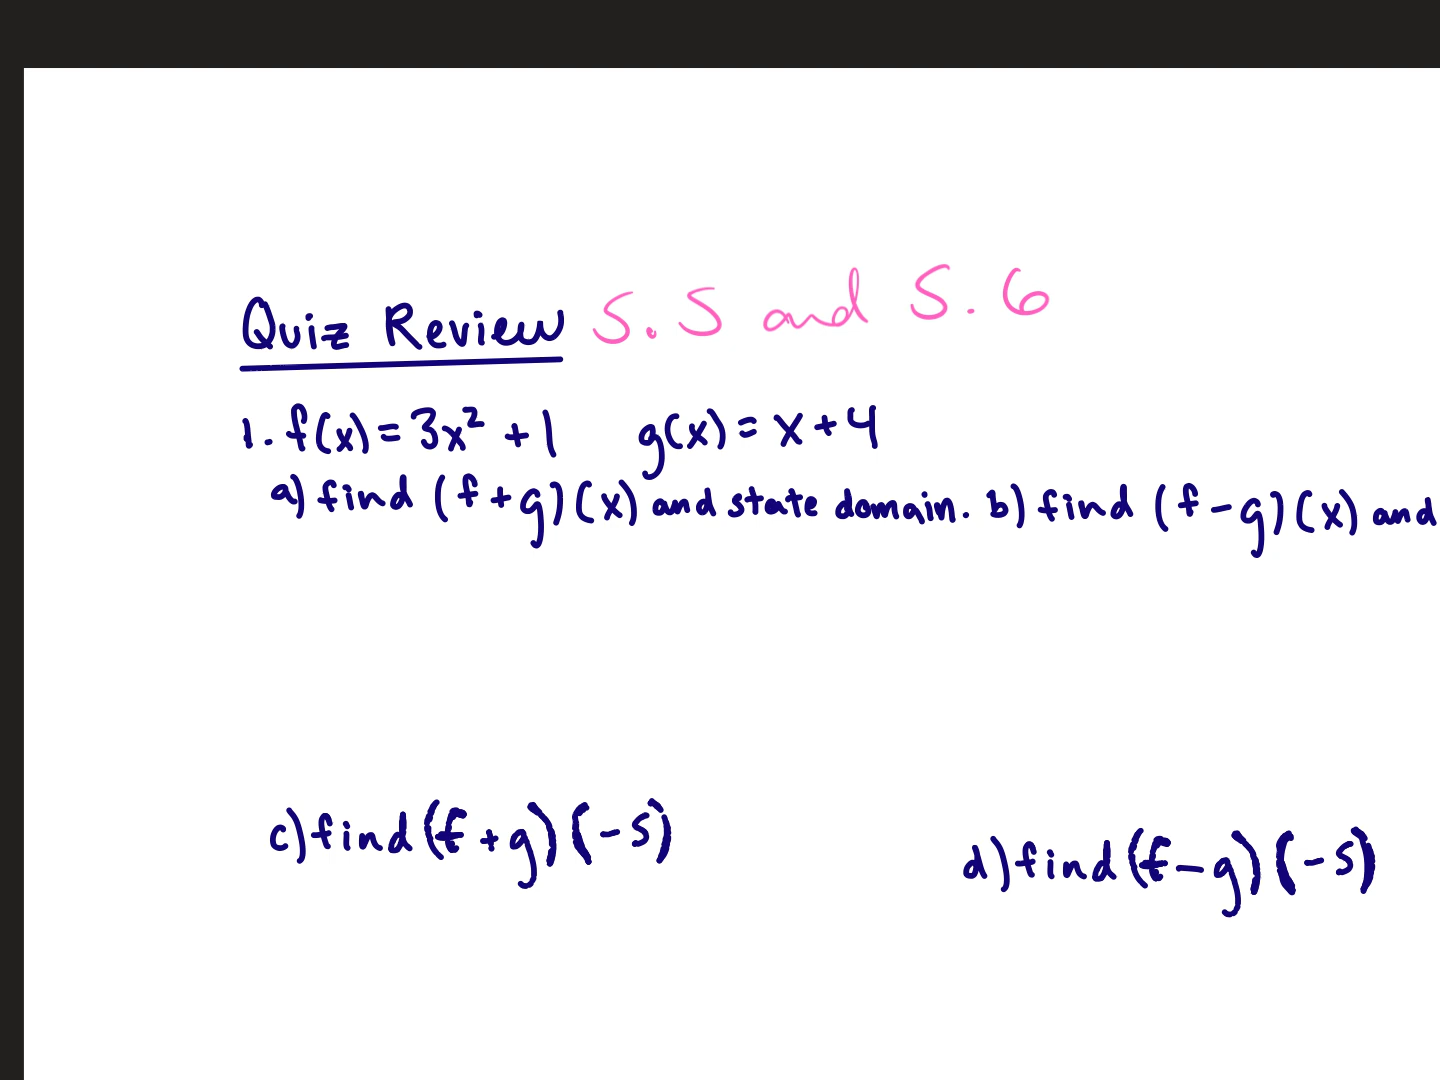 Quiz Review 5.5 and 5.6
1. f(x) = 3x² + 1 g(x) = x + 4
a) find (f + g)(x) and state domain. b) find (f - g)(x) and
c) find (f + g)(-5)
d) find (f - g)(-5)